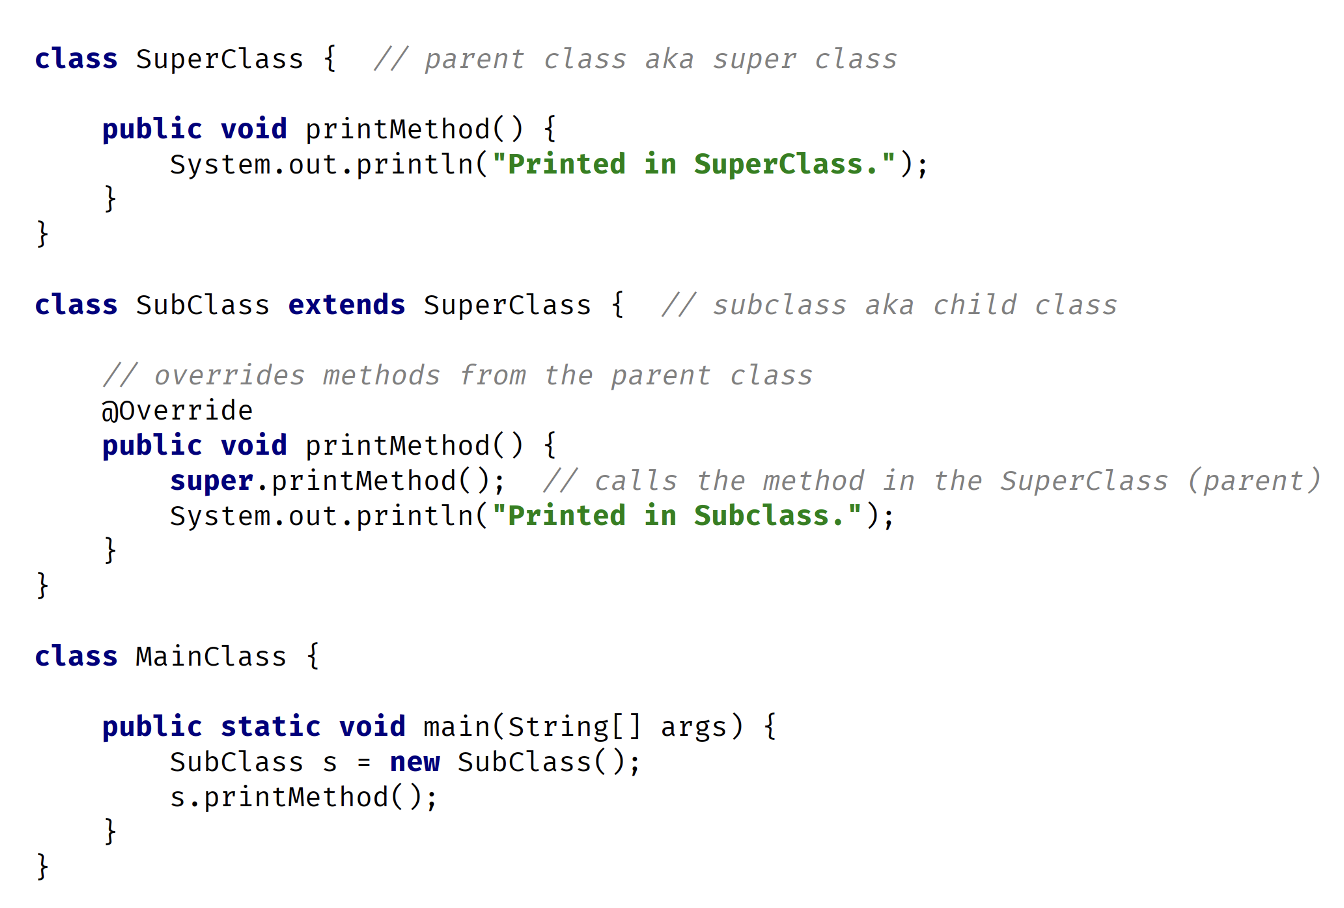 class SuperClass {  // parent class aka super class

    public void printMethod() {
        System.out.println("Printed in SuperClass.");
    }
}

class SubClass extends SuperClass {  // subclass aka child class

    // overrides methods from the parent class
    @Override
    public void printMethod() {
        super.printMethod();  // calls the method in the SuperClass (parent)
        System.out.println("Printed in Subclass.");
    }
}

class MainClass {

    public static void main(String[] args) {
        SubClass s = new SubClass();
        s.printMethod();
    }
}